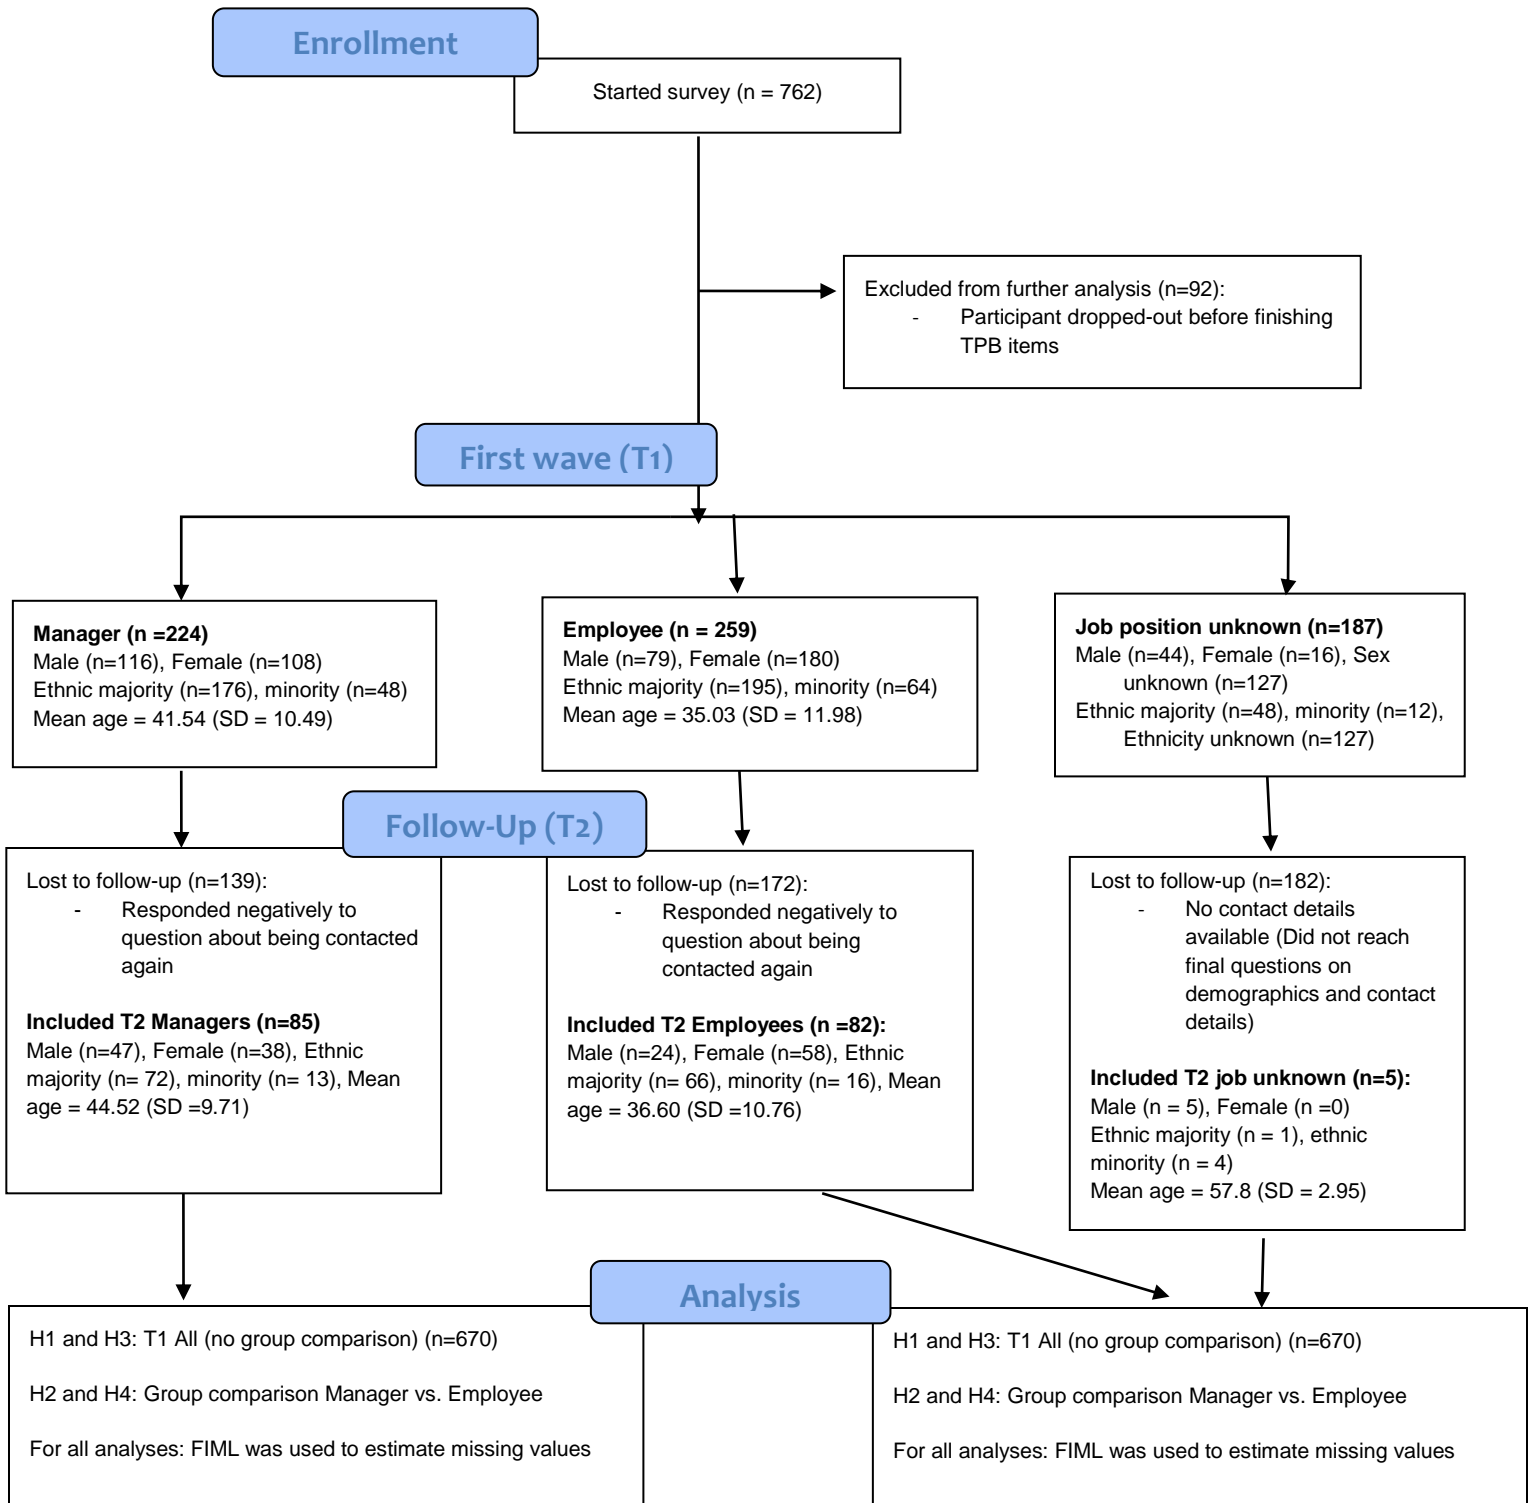 Enrollment
Started survey (n = 762)
Excluded from further analysis (n=92):
- Participant dropped-out before finishing
TPB items
First wave (T1)
Manager (n =224)
Male (n=116), Female (n=108)
Ethnic majority (n=176), minority (n=48)
Mean age = 41.54 (SD = 10.49)
Employee (n = 259)
Male (n=79), Female (n=180)
Ethnic majority (n=195), minority (n=64)
Mean age = 35.03 (SD = 11.98)
Job position unknown (n=187)
Male (n=44), Female (n=16), Sex
unknown (n=127)
Ethnic majority (n=48), minority (n=12),
Ethnicity unknown (n=127)
Follow-Up (T2)
Lost to follow-up (n=139):
- Responded negatively to
question about being contacted
again
Included T2 Managers (n=85)
Male (n=47), Female (n=38), Ethnic
majority (n= 72), minority (n= 13), Mean
age = 44.52 (SD =9.71)
Lost to follow-up (n=172):
- Responded negatively to
question about being
contacted again
Included T2 Employees (n =82):
Male (n=24), Female (n=58), Ethnic
majority (n= 66), minority (n= 16), Mean
age = 36.60 (SD =10.76)
Lost to follow-up (n=182):
- No contact details
available (Did not reach
final questions on
demographics and contact
details)
Included T2 job unknown (n=5):
Male (n = 5), Female (n =0)
Ethnic majority (n = 1), ethnic
minority (n = 4)
Mean age = 57.8 (SD = 2.95)
Analysis
H1 and H3: T1 All (no group comparison) (n=670)
H2 and H4: Group comparison Manager vs. Employee
For all analyses: FIML was used to estimate missing values
H1 and H3: T1 All (no group comparison) (n=670)
H2 and H4: Group comparison Manager vs. Employee
For all analyses: FIML was used to estimate missing values